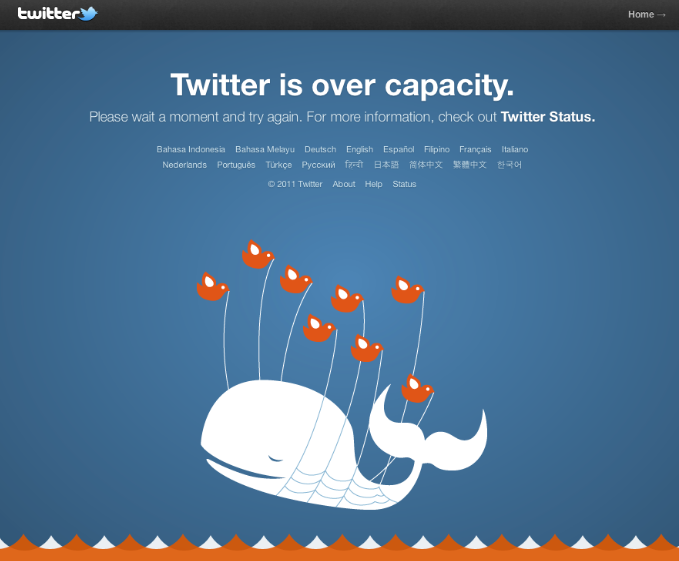 twitter
Home →
Twitter is over capacity.
Please wait a moment and try again. For more information, check out Twitter Status.
Bahasa Indonesia Bahasa Melayu Deutsch English Español Filipino Français Italiano
Nederlands Português Türkçe Русский हिन्दी 日本語 简体中文 繁體中文 한국어
© 2011 Twitter About Help Status